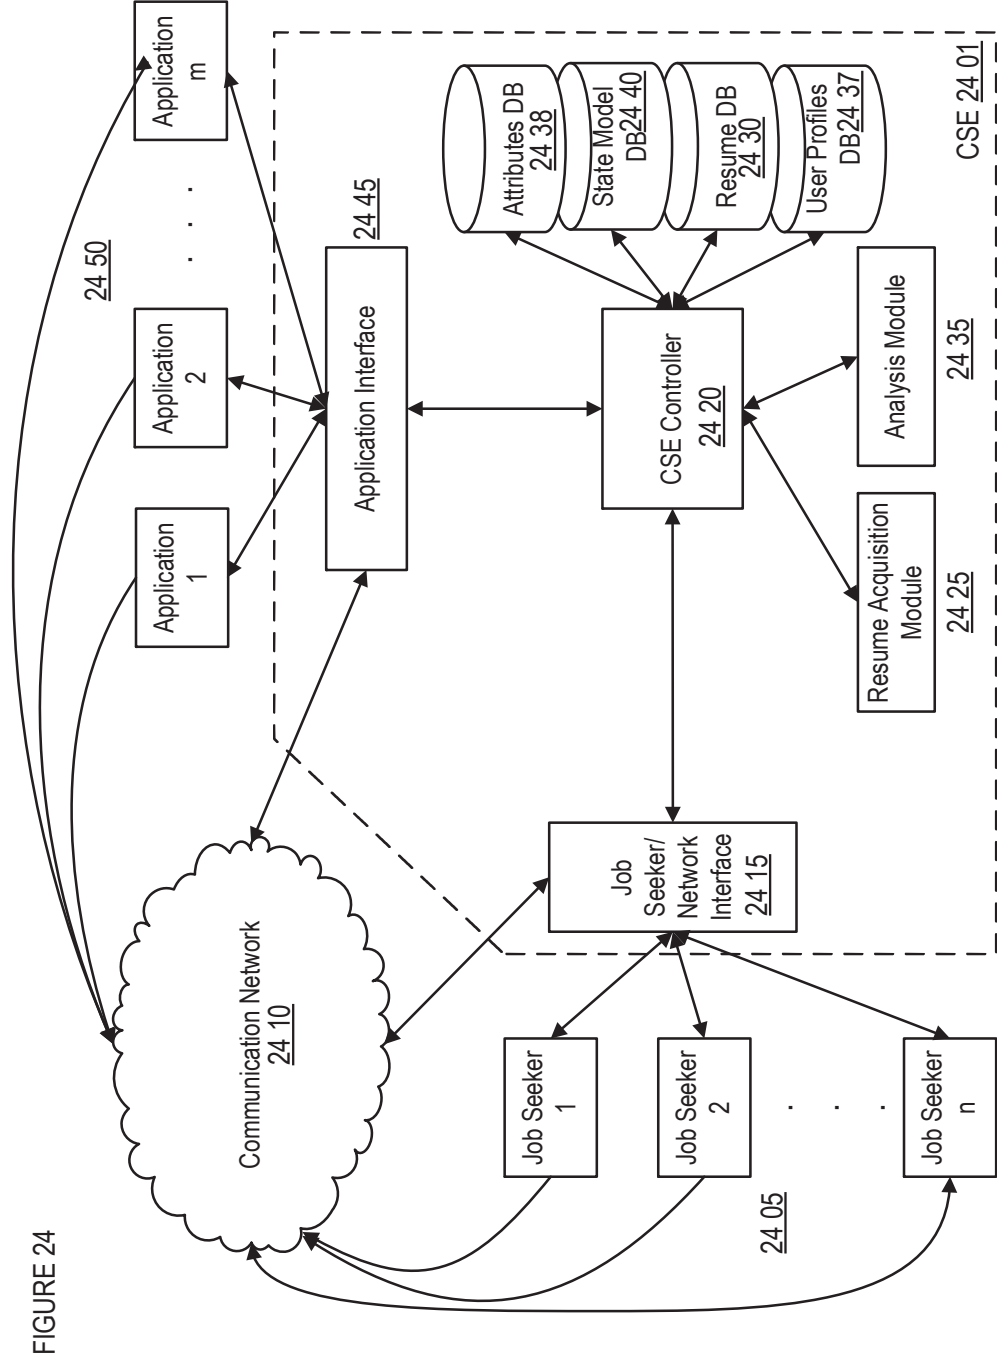 FIGURE 24
Communication Network
24 10
Application
1
Application
2
24 50
. . .
Application
m
Application Interface
24 45
Job Seeker
1
Job Seeker
2
. . .
Job Seeker
n
24 05
Job
Seeker/
Network
Interface
24 15
CSE Controller
24 20
Attributes DB
24 38
State Model
DB24 40
Resume DB
24 30
User Profiles
DB24 37
Resume Acquisition
Module
24 25
Analysis Module
24 35
CSE 24 01